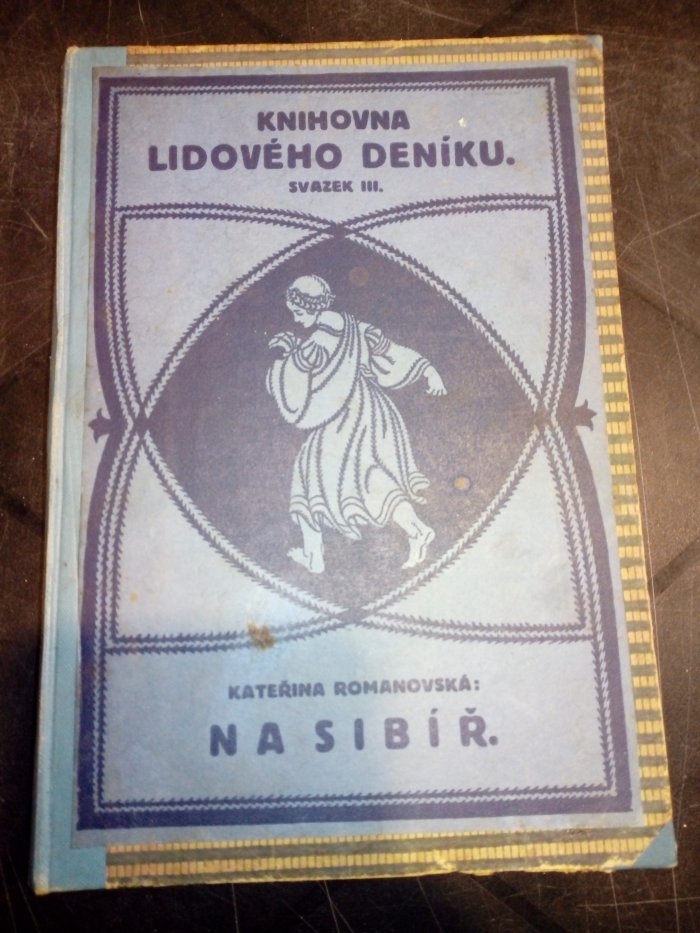 KNIHOVNA
LIDOVÉHO DENÍKU.
SVAZEK III.
KATEŘINA ROMANOVSKÁ:
NA SIBÍŘ.